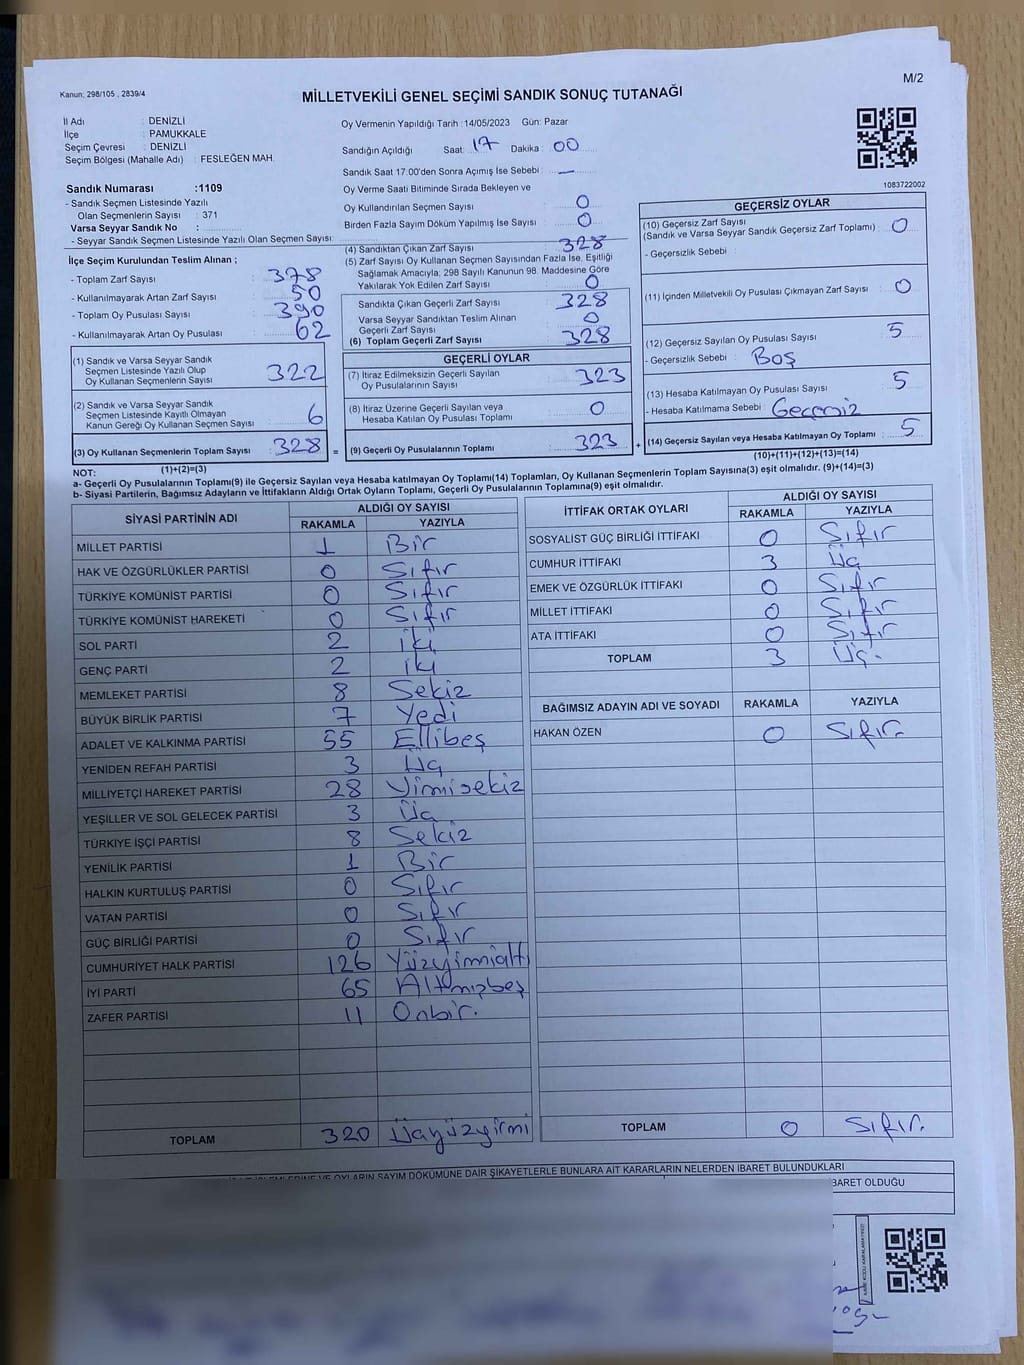 Kanun; 298/105 , 2839/4
M/2
MİLLETVEKİLİ GENEL SEÇİMİ SANDIK SONUÇ TUTANAĞI
İl Adı : DENİZLİ
İlçe : PAMUKKALE
Seçim Çevresi : DENİZLİ
Seçim Bölgesi (Mahalle Adı) : FESLEĞEN MAH.
Oy Vermenin Yapıldığı Tarih :14/05/2023 Gün: Pazar
Sandığın Açıldığı Saat: 17 Dakika: 00
Sandık Saat 17:00'den Sonra Açımış İse Sebebi : —
1083722002
Sandık Numarası :1109
- Sandık Seçmen Listesinde Yazılı
Olan Seçmenlerin Sayısı : 371
Varsa Seyyar Sandık No :
- Seyyar Sandık Seçmen Listesinde Yazılı Olan Seçmen Sayısı:
Oy Verme Saati Bitiminde Sırada Bekleyen ve
Oy Kullandırılan Seçmen Sayısı : 0
Birden Fazla Sayım Döküm Yapılmış İse Sayısı : 0
İlçe Seçim Kurulundan Teslim Alınan ;
- Toplam Zarf Sayısı : 378
- Kullanılmayarak Artan Zarf Sayısı : 50
- Toplam Oy Pusulası Sayısı : 390
- Kullanılmayarak Artan Oy Pusulası : 62
(4) Sandıktan Çıkan Zarf Sayısı : 328
(5) Zarf Sayısı Oy Kullanan Seçmen Sayısından Fazla İse, Eşitliği
Sağlamak Amacıyla; 298 Sayılı Kanunun 98. Maddesine Göre
Yakılarak Yok Edilen Zarf Sayısı : 0
Sandıkta Çıkan Geçerli Zarf Sayısı : 328
Varsa Seyyar Sandıktan Teslim Alınan
Geçerli Zarf Sayısı : 0
(6) Toplam Geçerli Zarf Sayısı : 328
GEÇERSİZ OYLAR
(10) Geçersiz Zarf Sayısı
(Sandık ve Varsa Seyyar Sandık Geçersiz Zarf Toplamı) : 0
- Geçersizlik Sebebi :
(11) İçinden Milletvekili Oy Pusulası Çıkmayan Zarf Sayısı : 0
(12) Geçersiz Sayılan Oy Pusulası Sayısı : 5
- Geçersizlik Sebebi : Boş
(13) Hesaba Katılmayan Oy Pusulası Sayısı : 5
- Hesaba Katılmama Sebebi : Geçersiz
(14) Geçersiz Sayılan veya Hesaba Katılmayan Oy Toplamı : 5
(10)+(11)+(12)+(13)=(14)
(1) Sandık ve Varsa Seyyar Sandık
Seçmen Listesinde Yazılı Olup
Oy Kullanan Seçmenlerin Sayısı : 322
(2) Sandık ve Varsa Seyyar Sandık
Seçmen Listesinde Kayıtlı Olmayan
Kanun Gereği Oy Kullanan Seçmen Sayısı : 6
(3) Oy Kullanan Seçmenlerin Toplam Sayısı : 328 =
(1)+(2)=(3)
GEÇERLİ OYLAR
(7) İtiraz Edilmeksizin Geçerli Sayılan
Oy Pusulalarının Sayısı : 323
(8) İtiraz Üzerine Geçerli Sayılan veya
Hesaba Katılan Oy Pusulası Toplamı : 0
(9) Geçerli Oy Pusulalarının Toplamı : 323 +
NOT:
a- Geçerli Oy Pusulalarının Toplam(9) ile Geçersiz Sayılan veya Hesaba katılmayan Oy Toplamı(14) Toplamları, Oy Kullanan Seçmenlerin Toplam Sayısına(3) eşit olmalıdır. (9)+(14)=(3)
b- Siyasi Partilerin, Bağımsız Adayların ve İttifakların Aldığı Ortak Oyların Toplamı, Geçerli Oy Pusulalarının Toplamına(9) eşit olmalıdır.
SİYASİ PARTİNİN ADI ALDIĞI OY SAYISI
RAKAMLA YAZIYLA
MİLLET PARTİSİ 1 Bir
HAK VE ÖZGÜRLÜKLER PARTİSİ 0 Sıfır
TÜRKİYE KOMÜNİST PARTİSİ 0 Sıfır
TÜRKİYE KOMÜNİST HAREKETİ 0 Sıfır
SOL PARTİ 2 iki
GENÇ PARTİ 2 iki
MEMLEKET PARTİSİ 8 Sekiz
BÜYÜK BİRLİK PARTİSİ 7 Yedi
ADALET VE KALKINMA PARTİSİ 55 Ellibeş
YENİDEN REFAH PARTİSİ 3 Üç
MİLLİYETÇİ HAREKET PARTİSİ 28 Yimisekiz
YEŞİLLER VE SOL GELECEK PARTİSİ 3 Üç
TÜRKİYE İŞÇİ PARTİSİ 8 Sekiz
YENİLİK PARTİSİ 1 Bir
HALKIN KURTULUŞ PARTİSİ 0 Sıfır
VATAN PARTİSİ 0 Sıfır
GÜÇ BİRLİĞİ PARTİSİ 0 Sıfır
CUMHURİYET HALK PARTİSİ 126 Yüzyimialtı
İYİ PARTİ 65 Altmışbeş
ZAFER PARTİSİ 11 Onbir.
TOPLAM 320 Üçyüzyirmi
İTTİFAK ORTAK OYLARI ALDIĞI OY SAYISI
RAKAMLA YAZIYLA
SOSYALİST GÜÇ BİRLİĞİ İTTİFAKI 0 Sıfır
CUMHUR İTTİFAKI 3 Üç
EMEK VE ÖZGÜRLÜK İTTİFAKI 0 Sıfır
MİLLET İTTİFAKI 0 Sıfır
ATA İTTİFAKI 0 Sıfır
TOPLAM 3 Üç.
BAĞIMSIZ ADAYIN ADI VE SOYADI RAKAMLA YAZIYLA
HAKAN ÖZEN 0 Sıfır.
TOPLAM 0 Sıfır.
OYLARIN SAYIM DÖKÜMÜNE DAİR ŞİKAYETLERLE BUNLARA AİT KARARLARIN NELERDEN İBARET BULUNDUKLARI
OLDUĞU